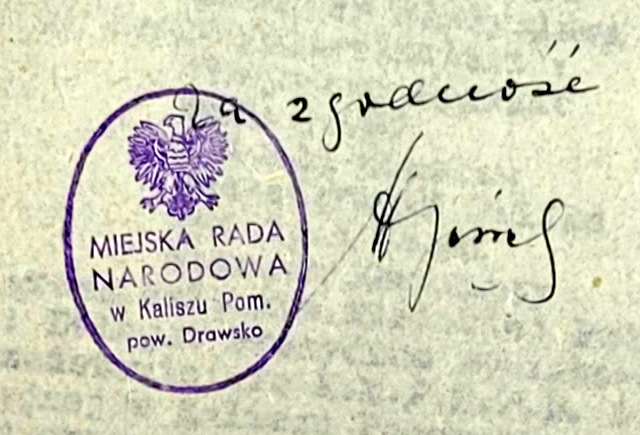 Za zgodność
MIEJSKA RADA
NARODOWA
w Kaliszu Pom.
pow. Drawsko